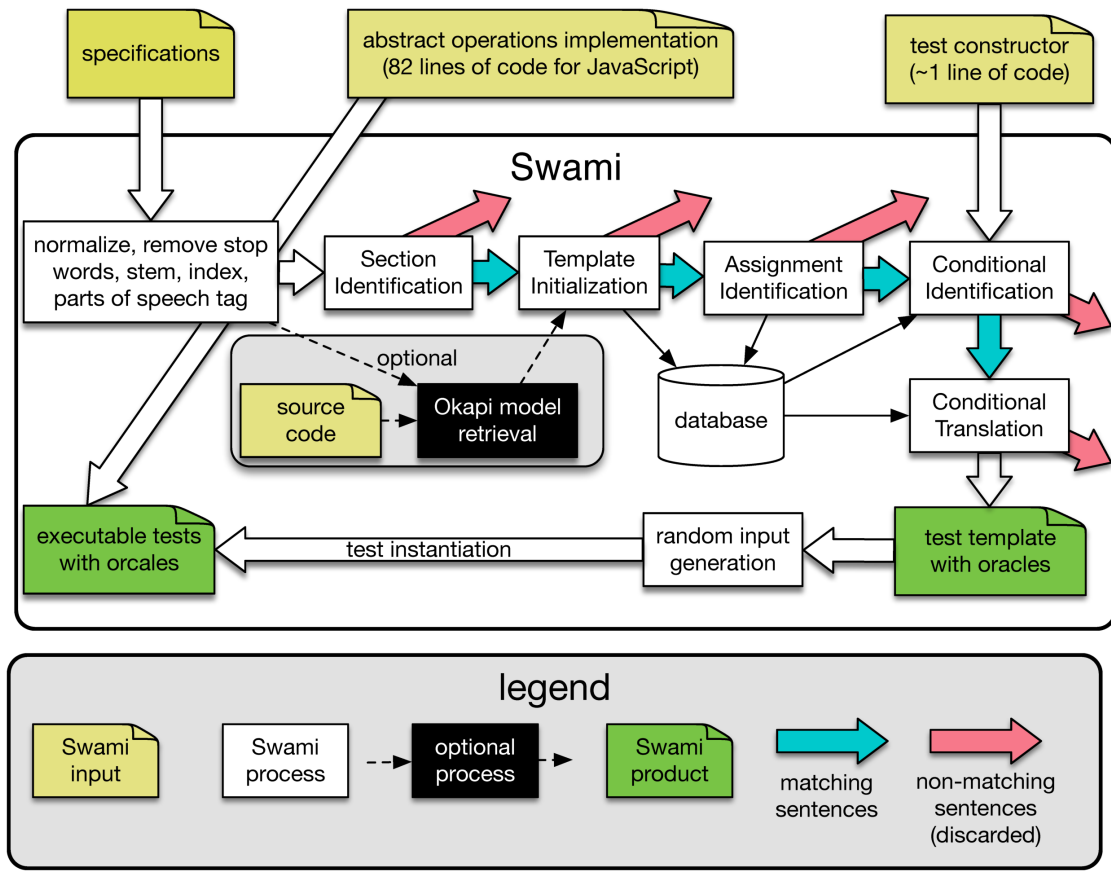 specifications
abstract operations implementation
(82 lines of code for JavaScript)
test constructor
(~1 line of code)
Swami
normalize, remove stop
words, stem, index,
parts of speech tag
Section
Identification
Template
Initialization
Assignment
Identification
Conditional
Identification
optional
source
code
Okapi model
retrieval
database
Conditional
Translation
executable tests
with orcales
test instantiation
random input
generation
test template
with oracles
legend
Swami
input
Swami
process
optional
process
Swami
product
matching
sentences
non-matching
sentences
(discarded)